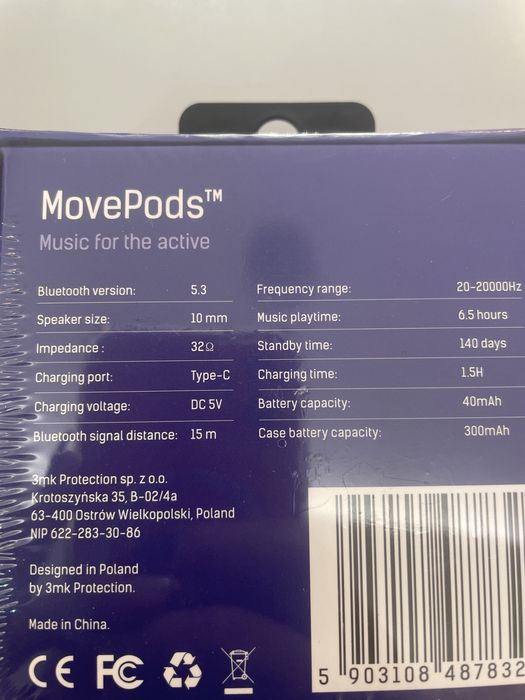 MovePods™
Music for the active
Bluetooth version: 5.3
Speaker size: 10 mm
Impedance : 32Ω
Charging port: Type-C
Charging voltage: DC 5V
Bluetooth signal distance: 15 m
Frequency range: 20-20000Hz
Music playtime: 6.5 hours
Standby time: 140 days
Charging time: 1.5H
Battery capacity: 40mAh
Case battery capacity: 300mAh
3mk Protection sp. z o.o.
Krotoszyńska 35, B-02/4a
63-400 Ostrów Wielkopolski, Poland
NIP 622-283-30-86
Designed in Poland
by 3mk Protection.
Made in China.
CE FC
5 903108 487832